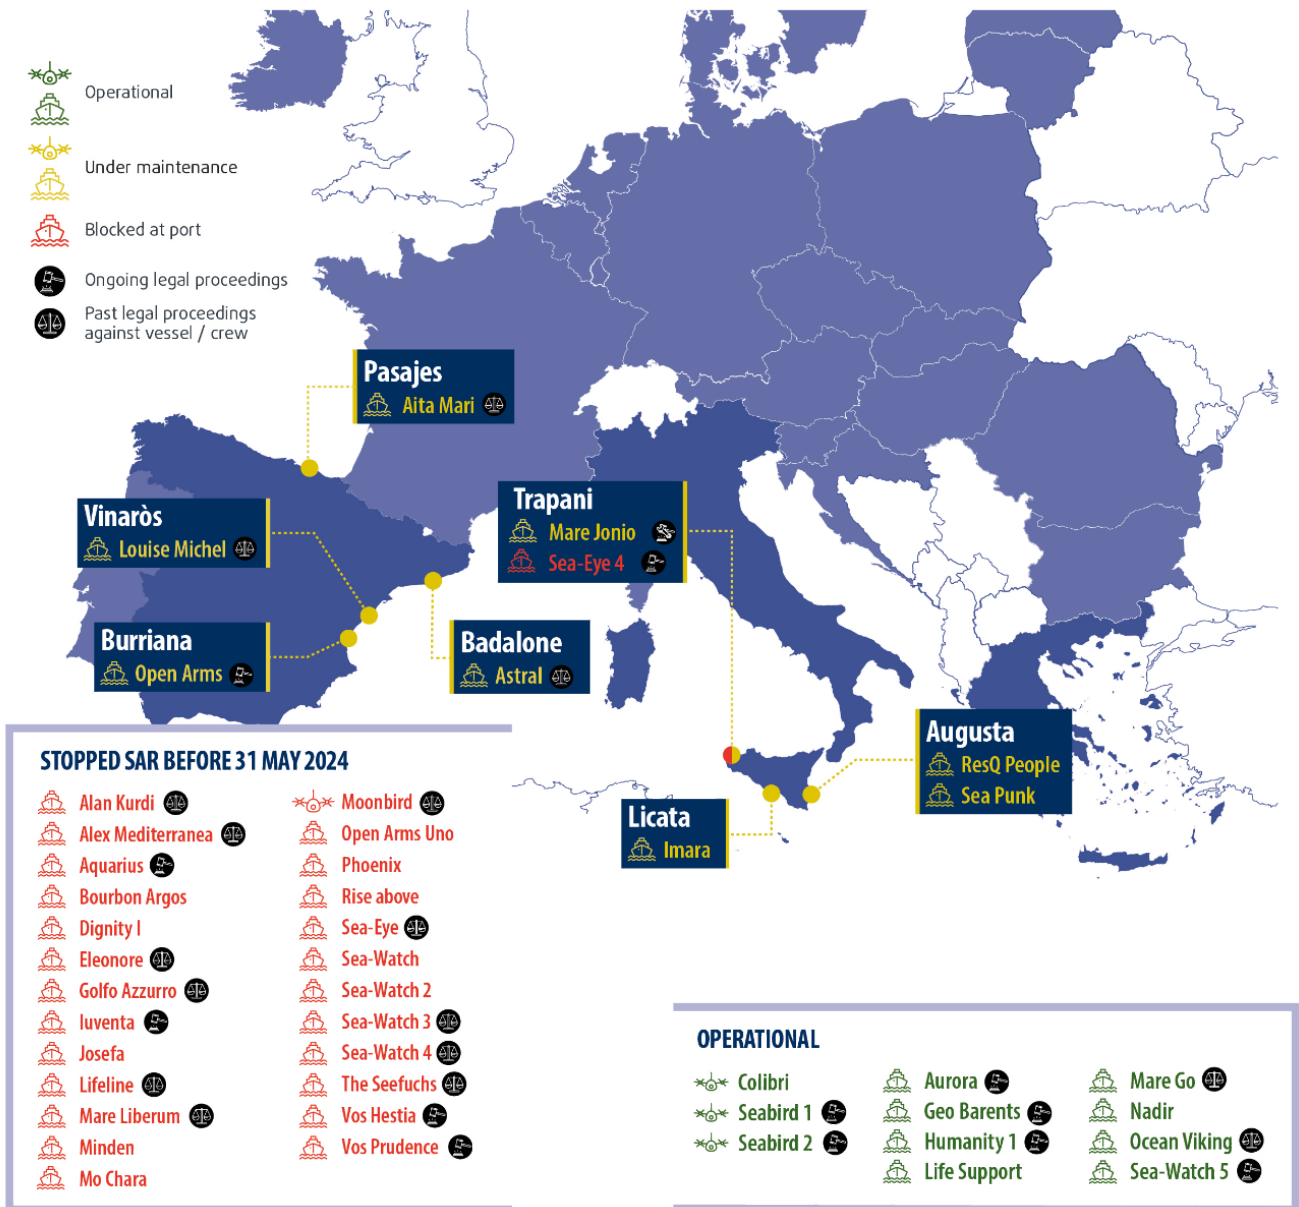 Operational
Under maintenance
Blocked at port
Ongoing legal proceedings
Past legal proceedings
against vessel / crew
Pasajes
Aita Mari
Vinaròs
Louise Michel
Trapani
Mare Jonio
Sea-Eye 4
Burriana
Open Arms
Badalone
Astral
Augusta
ResQ People
Sea Punk
Licata
Imara
STOPPED SAR BEFORE 31 MAY 2024
Alan Kurdi
Alex Mediterranea
Aquarius
Bourbon Argos
Dignity I
Eleonore
Golfo Azzurro
Iuventa
Josefa
Lifeline
Mare Liberum
Minden
Mo Chara
Moonbird
Open Arms Uno
Phoenix
Rise above
Sea-Eye
Sea-Watch
Sea-Watch 2
Sea-Watch 3
Sea-Watch 4
The Seefuchs
Vos Hestia
Vos Prudence
OPERATIONAL
Colibri
Seabird 1
Seabird 2
Aurora
Geo Barents
Humanity 1
Life Support
Mare Go
Nadir
Ocean Viking
Sea-Watch 5